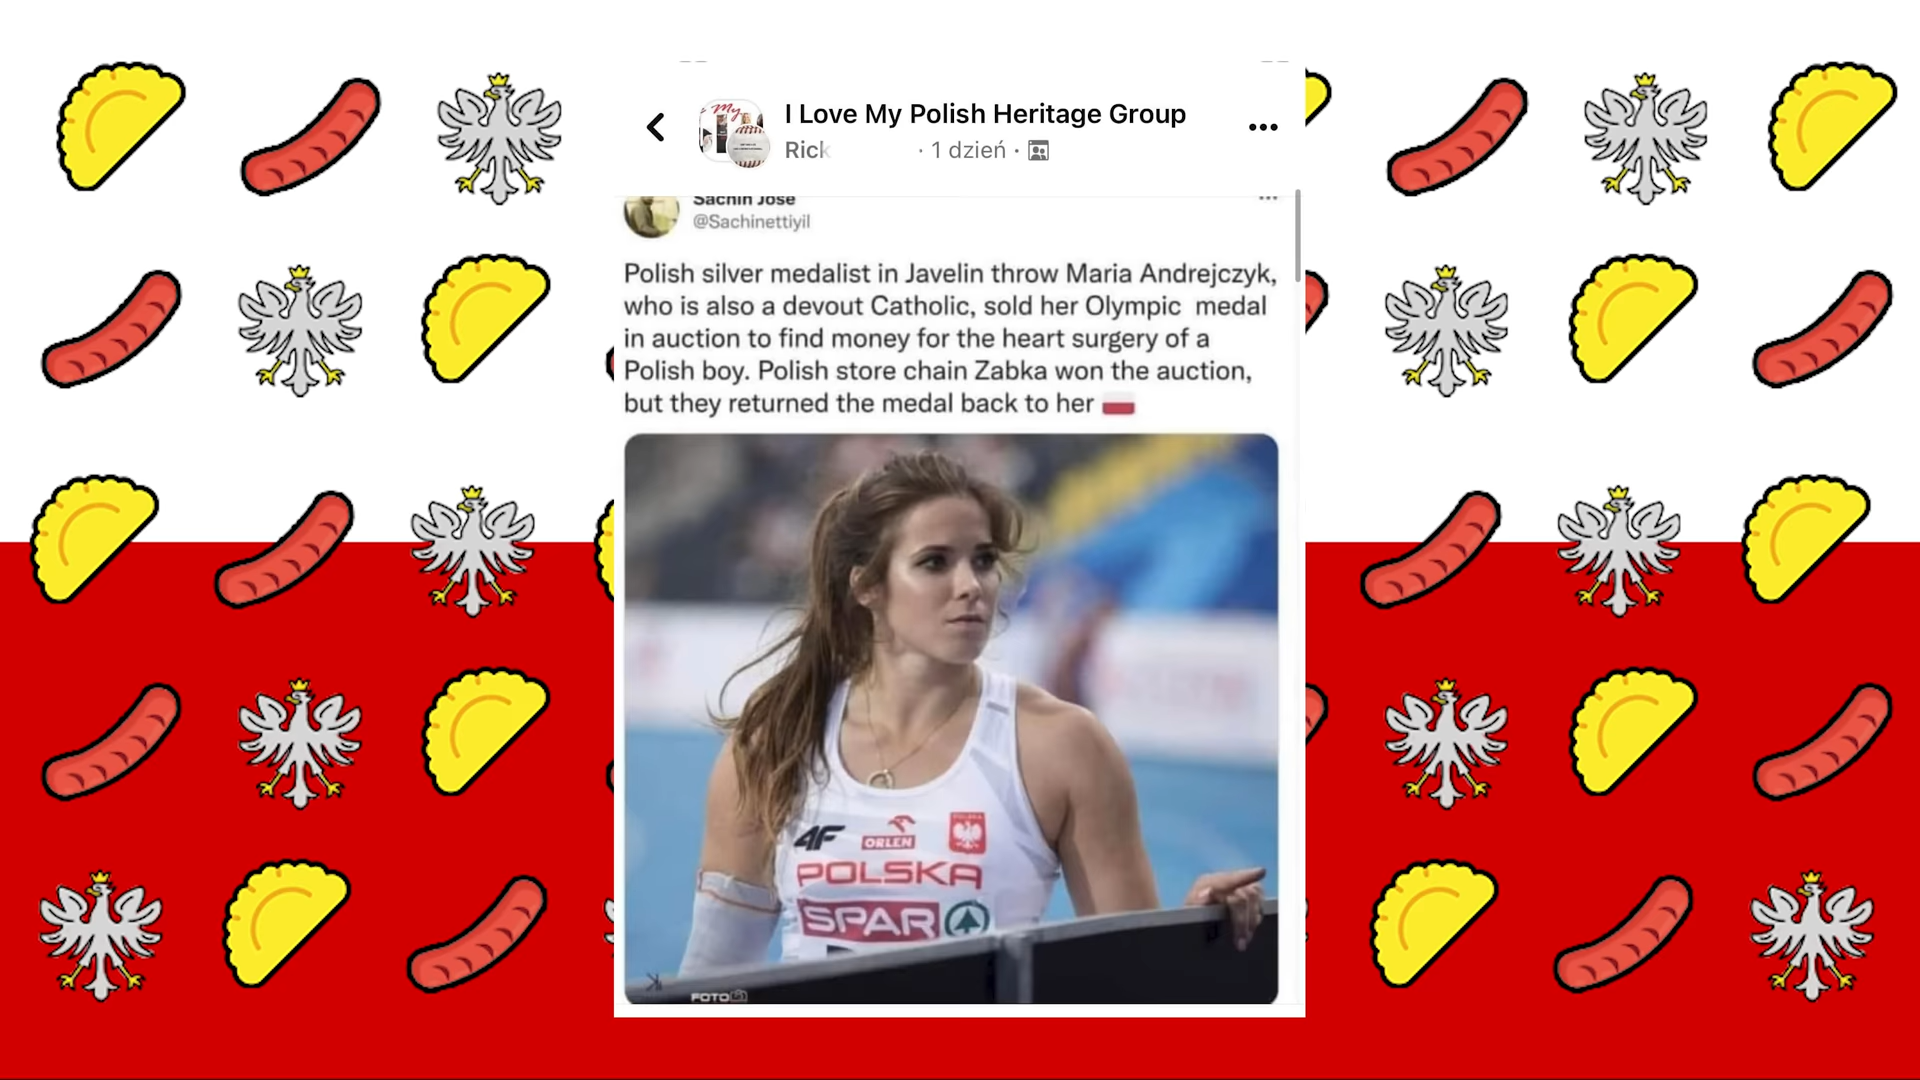 My
I Love My Polish Heritage Group
Rick · 1 dzień ·
Sachin Jose
@Sachinettiyil
Polish silver medalist in Javelin throw Maria Andrejczyk,
who is also a devout Catholic, sold her Olympic medal
in auction to find money for the heart surgery of a
Polish boy. Polish store chain Zabka won the auction,
but they returned the medal back to her
4F
ORLEN
POLSKA
POLSKA
SPAR
FOTO